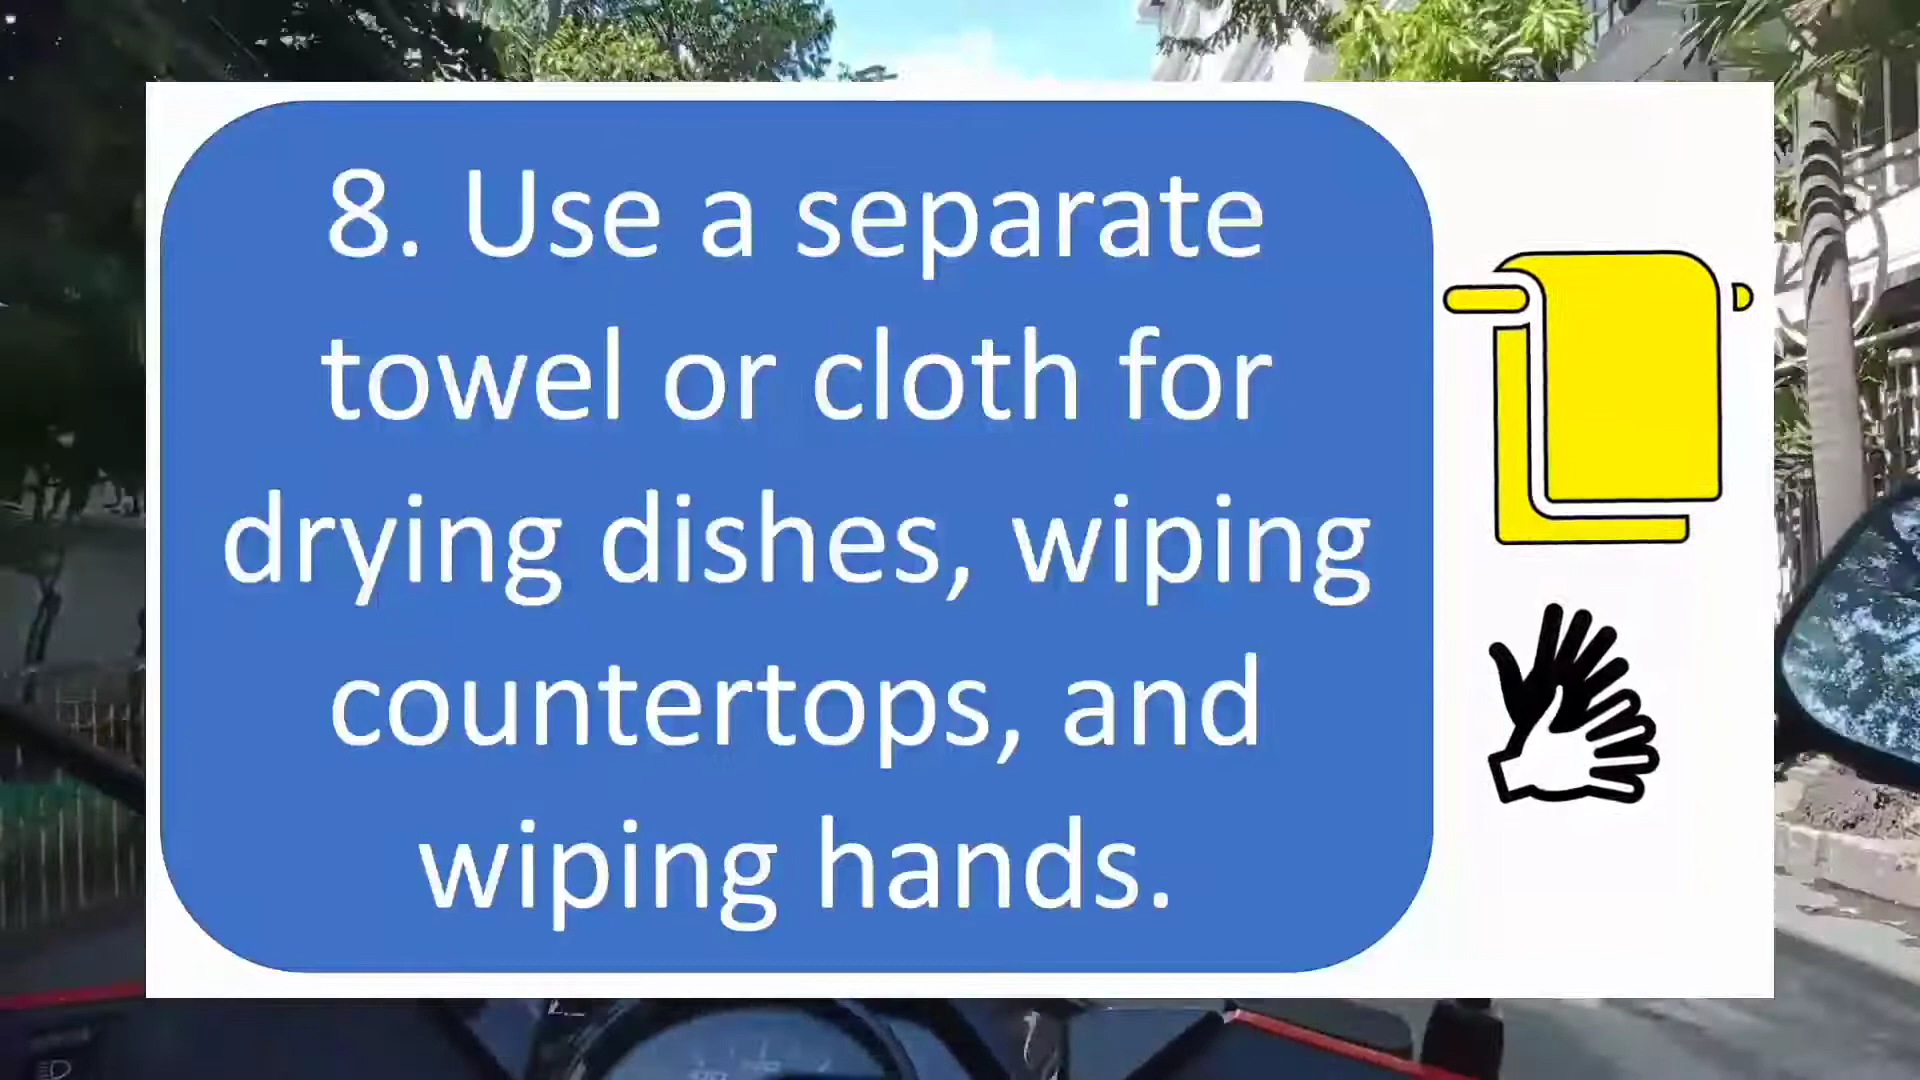 8. Use a separate
towel or cloth for
drying dishes, wiping
countertops, and
wiping hands.